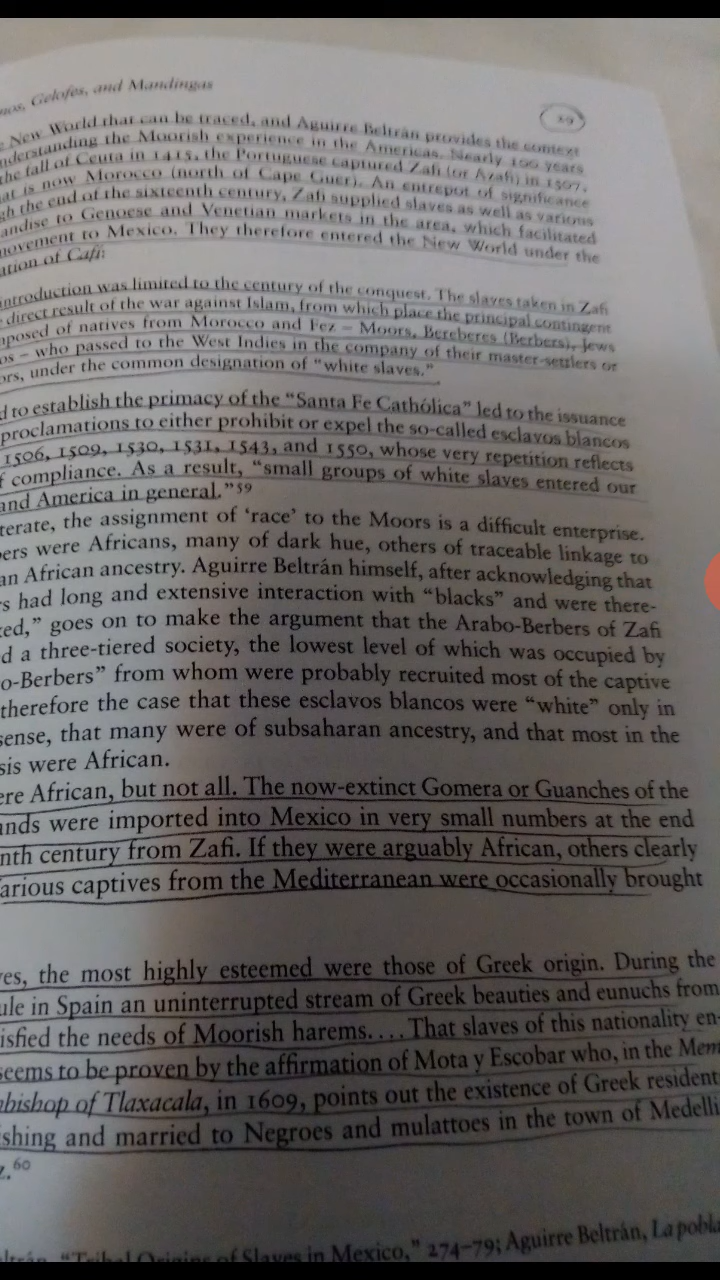 Gelofes, and Mandingas
89
New World that can be traced, and Aguirre Beltrán provides the context
understanding the Moorish experience in the Americas. Nearly 100 years
the fall of Ceuta in 1415, the Portuguese captured Zafi (or Azafi) in 1507,
at is now Morocco (north of Cape Guer). An entrepot of significance
gh the end of the sixteenth century, Zafi supplied slaves as well as various
andise to Genoese and Venetian markets in the area, which facilitated
movement to Mexico. They therefore entered the New World under the
ation of Cafi:
introduction was limited to the century of the conquest. The slaves taken in Zafi
direct result of the war against Islam, from which place the principal contingent
mposed of natives from Morocco and Fez – Moors, Bereberes (Berbers), Jews
os – who passed to the West Indies in the company of their master-settlers or
ors, under the common designation of "white slaves."
d to establish the primacy of the "Santa Fe Cathólica" led to the issuance
proclamations to either prohibit or expel the so-called esclavos blancos
1506, 1509, 1530, 1531, 1543, and 1550, whose very repetition reflects
f compliance. As a result, "small groups of white slaves entered our
and America in general."59
terate, the assignment of 'race' to the Moors is a difficult enterprise.
bers were Africans, many of dark hue, others of traceable linkage to
an African ancestry. Aguirre Beltrán himself, after acknowledging that
s had long and extensive interaction with "blacks" and were there-
ed," goes on to make the argument that the Arabo-Berbers of Zafi
d a three-tiered society, the lowest level of which was occupied by
o-Berbers" from whom were probably recruited most of the captive
therefore the case that these esclavos blancos were "white" only in
sense, that many were of subsaharan ancestry, and that most in the
sis were African.
ere African, but not all. The now-extinct Gomera or Guanches of the
nds were imported into Mexico in very small numbers at the end
nth century from Zafi. If they were arguably African, others clearly
arious captives from the Mediterranean were occasionally brought
ves, the most highly esteemed were those of Greek origin. During the
ule in Spain an uninterrupted stream of Greek beauties and eunuchs from
isfied the needs of Moorish harems.... That slaves of this nationality en-
seems to be proven by the affirmation of Mota y Escobar who, in the Mem
bishop of Tlaxacala, in 1609, points out the existence of Greek resident
shing and married to Negroes and mulattoes in the town of Medelli
z.60
"Tribal Origins of Slaves in Mexico," 274–79; Aguirre Beltrán, La pobla